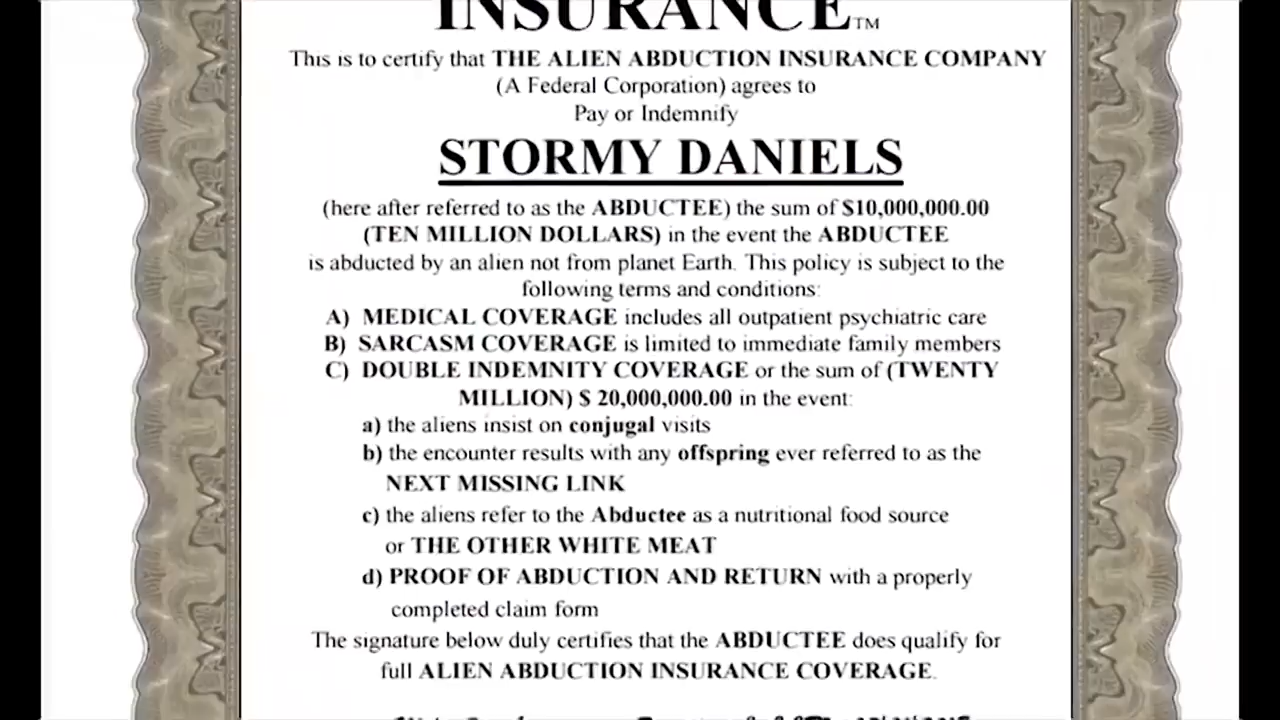 INSURANCE™
This is to certify that THE ALIEN ABDUCTION INSURANCE COMPANY
(A Federal Corporation) agrees to
Pay or Indemnify
STORMY DANIELS
(here after referred to as the ABDUCTEE) the sum of $10,000,000.00
(TEN MILLION DOLLARS) in the event the ABDUCTEE
is abducted by an alien not from planet Earth. This policy is subject to the
following terms and conditions:
A) MEDICAL COVERAGE includes all outpatient psychiatric care
B) SARCASM COVERAGE is limited to immediate family members
C) DOUBLE INDEMNITY COVERAGE or the sum of (TWENTY
MILLION) $ 20,000,000.00 in the event:
a) the aliens insist on conjugal visits
b) the encounter results with any offspring ever referred to as the
NEXT MISSING LINK
c) the aliens refer to the Abductee as a nutritional food source
or THE OTHER WHITE MEAT
d) PROOF OF ABDUCTION AND RETURN with a properly
completed claim form
The signature below duly certifies that the ABDUCTEE does qualify for
full ALIEN ABDUCTION INSURANCE COVERAGE.